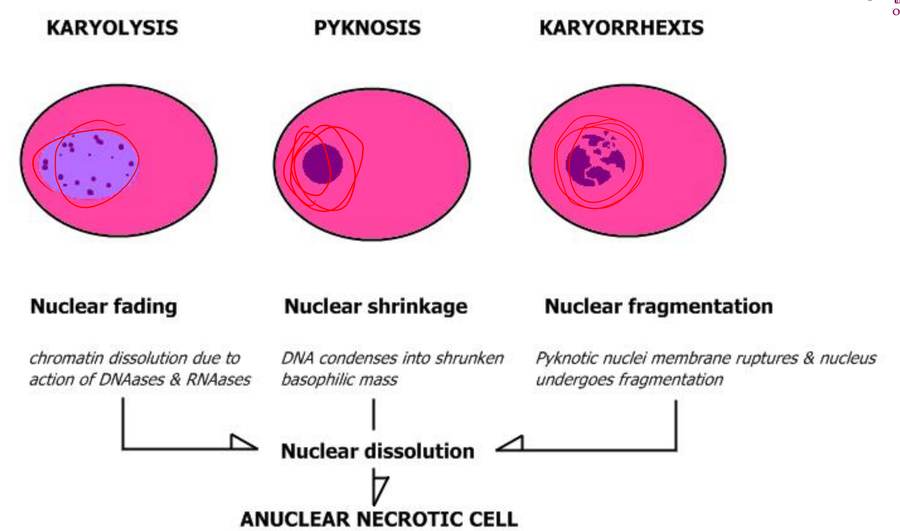 KARYOLYSIS
PYKNOSIS
KARYORRHEXIS
Nuclear fading
Nuclear shrinkage
Nuclear fragmentation
chromatin dissolution due to
action of DNAases & RNAases
DNA condenses into shrunken
basophilic mass
Pyknotic nuclei membrane ruptures & nucleus
undergoes fragmentation
Nuclear dissolution
ANUCLEAR NECROTIC CELL